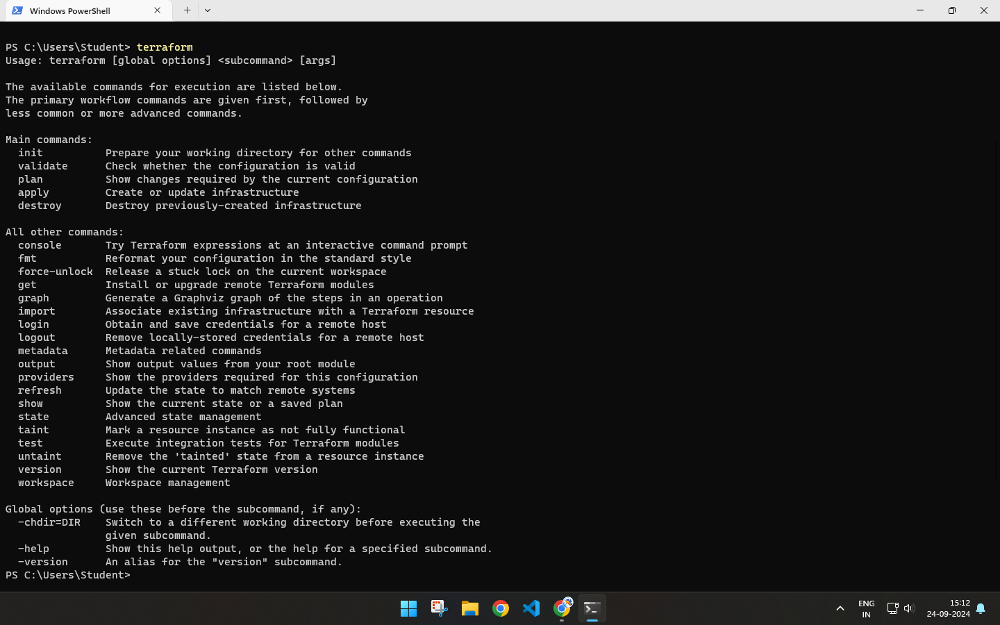 Windows PowerShell
PS C:\Users\Student> terraform
Usage: terraform [global options] <subcommand> [args]
The available commands for execution are listed below.
The primary workflow commands are given first, followed by
less common or more advanced commands.
Main commands:
init Prepare your working directory for other commands
validate Check whether the configuration is valid
plan Show changes required by the current configuration
apply Create or update infrastructure
destroy Destroy previously-created infrastructure
All other commands:
console Try Terraform expressions at an interactive command prompt
fmt Reformat your configuration in the standard style
force-unlock Release a stuck lock on the current workspace
get Install or upgrade remote Terraform modules
graph Generate a Graphviz graph of the steps in an operation
import Associate existing infrastructure with a Terraform resource
login Obtain and save credentials for a remote host
logout Remove locally-stored credentials for a remote host
metadata Metadata related commands
output Show output values from your root module
providers Show the providers required for this configuration
refresh Update the state to match remote systems
show Show the current state or a saved plan
state Advanced state management
taint Mark a resource instance as not fully functional
test Execute integration tests for Terraform modules
untaint Remove the 'tainted' state from a resource instance
version Show the current Terraform version
workspace Workspace management
Global options (use these before the subcommand, if any):
-chdir=DIR Switch to a different working directory before executing the
given subcommand.
-help Show this help output, or the help for a specified subcommand.
-version An alias for the "version" subcommand.
PS C:\Users\Student>
ENG 15:12
IN 24-09-2024